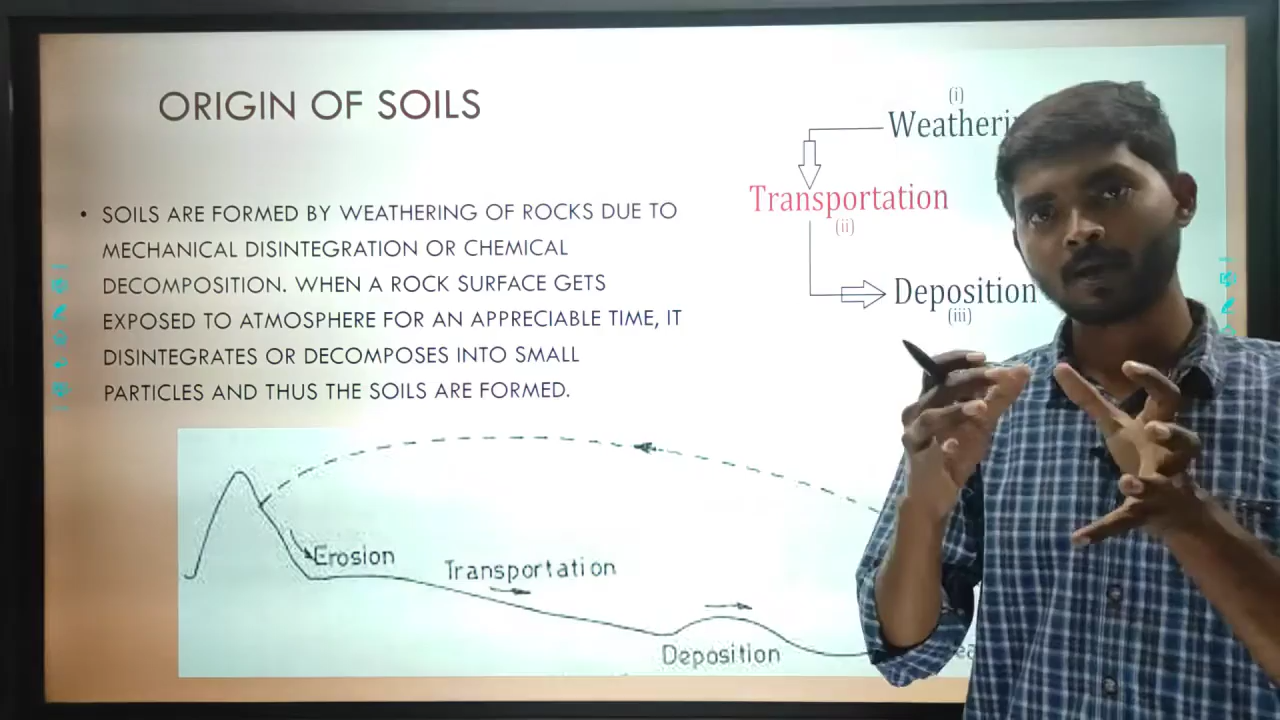 ORIGIN OF SOILS
• SOILS ARE FORMED BY WEATHERING OF ROCKS DUE TO
MECHANICAL DISINTEGRATION OR CHEMICAL
DECOMPOSITION. WHEN A ROCK SURFACE GETS
EXPOSED TO ATMOSPHERE FOR AN APPRECIABLE TIME, IT
DISINTEGRATES OR DECOMPOSES INTO SMALL
PARTICLES AND THUS THE SOILS ARE FORMED.
(i)
Weatheri
Transportation
(ii)
Deposition
(iii)
Erosion
Transportation
Deposition